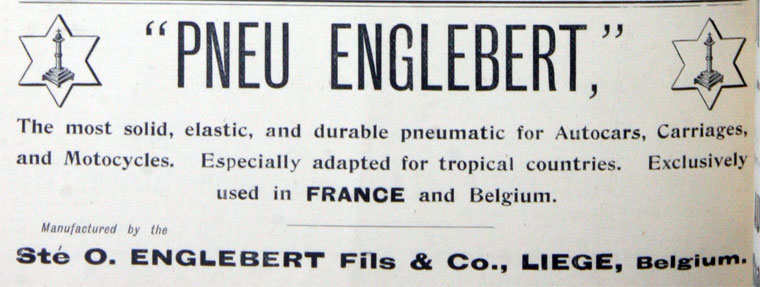 "PNEU ENGLEBERT,"
The most solid, elastic, and durable pneumatic for Autocars, Carriages,
and Motocycles. Especially adapted for tropical countries. Exclusively
used in FRANCE and Belgium.
Manufactured by the
Sté O. ENGLEBERT Fils & Co., LIEGE, Belgium.